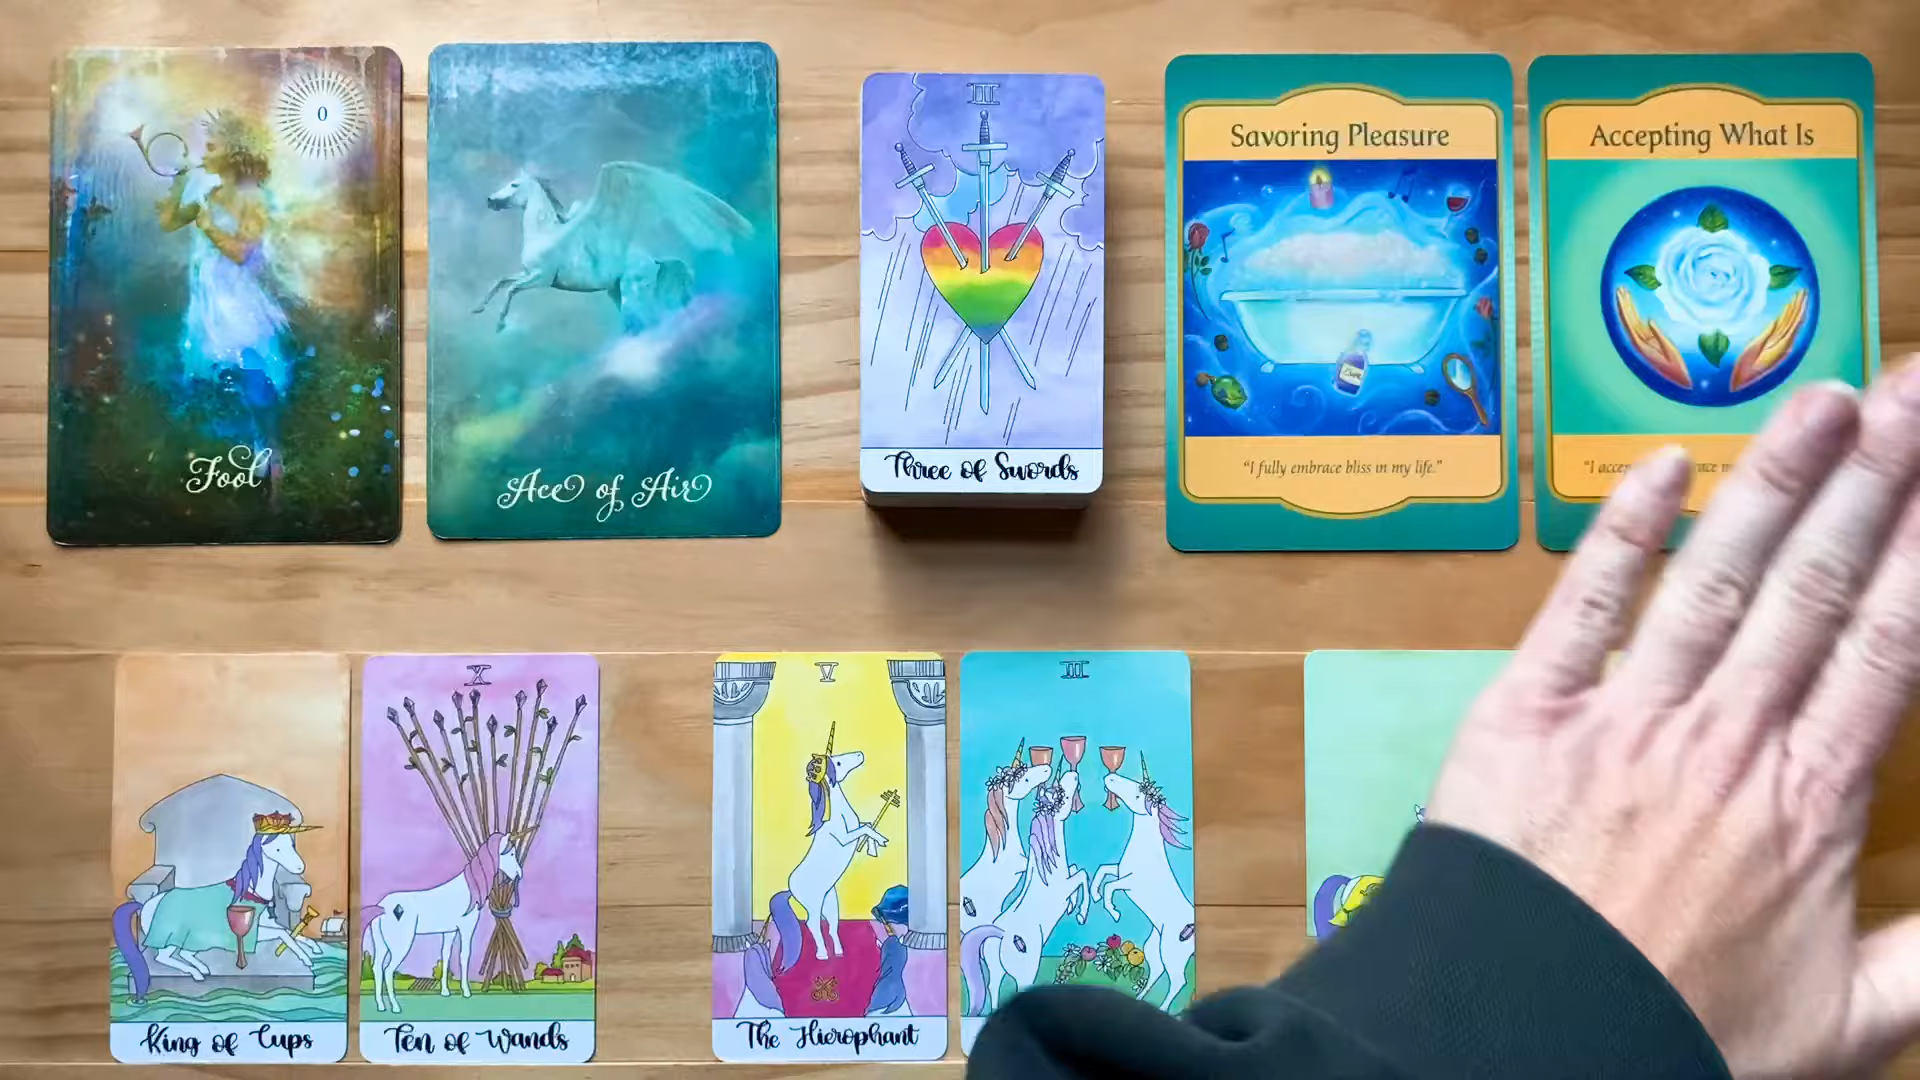 0
Fool
Ace of Air
III
Three of Swords
Savoring Pleasure
"I fully embrace bliss in my life."
Accepting What Is
"I
King of Cups
X
Ten of Wands
V
The Hierophant
III